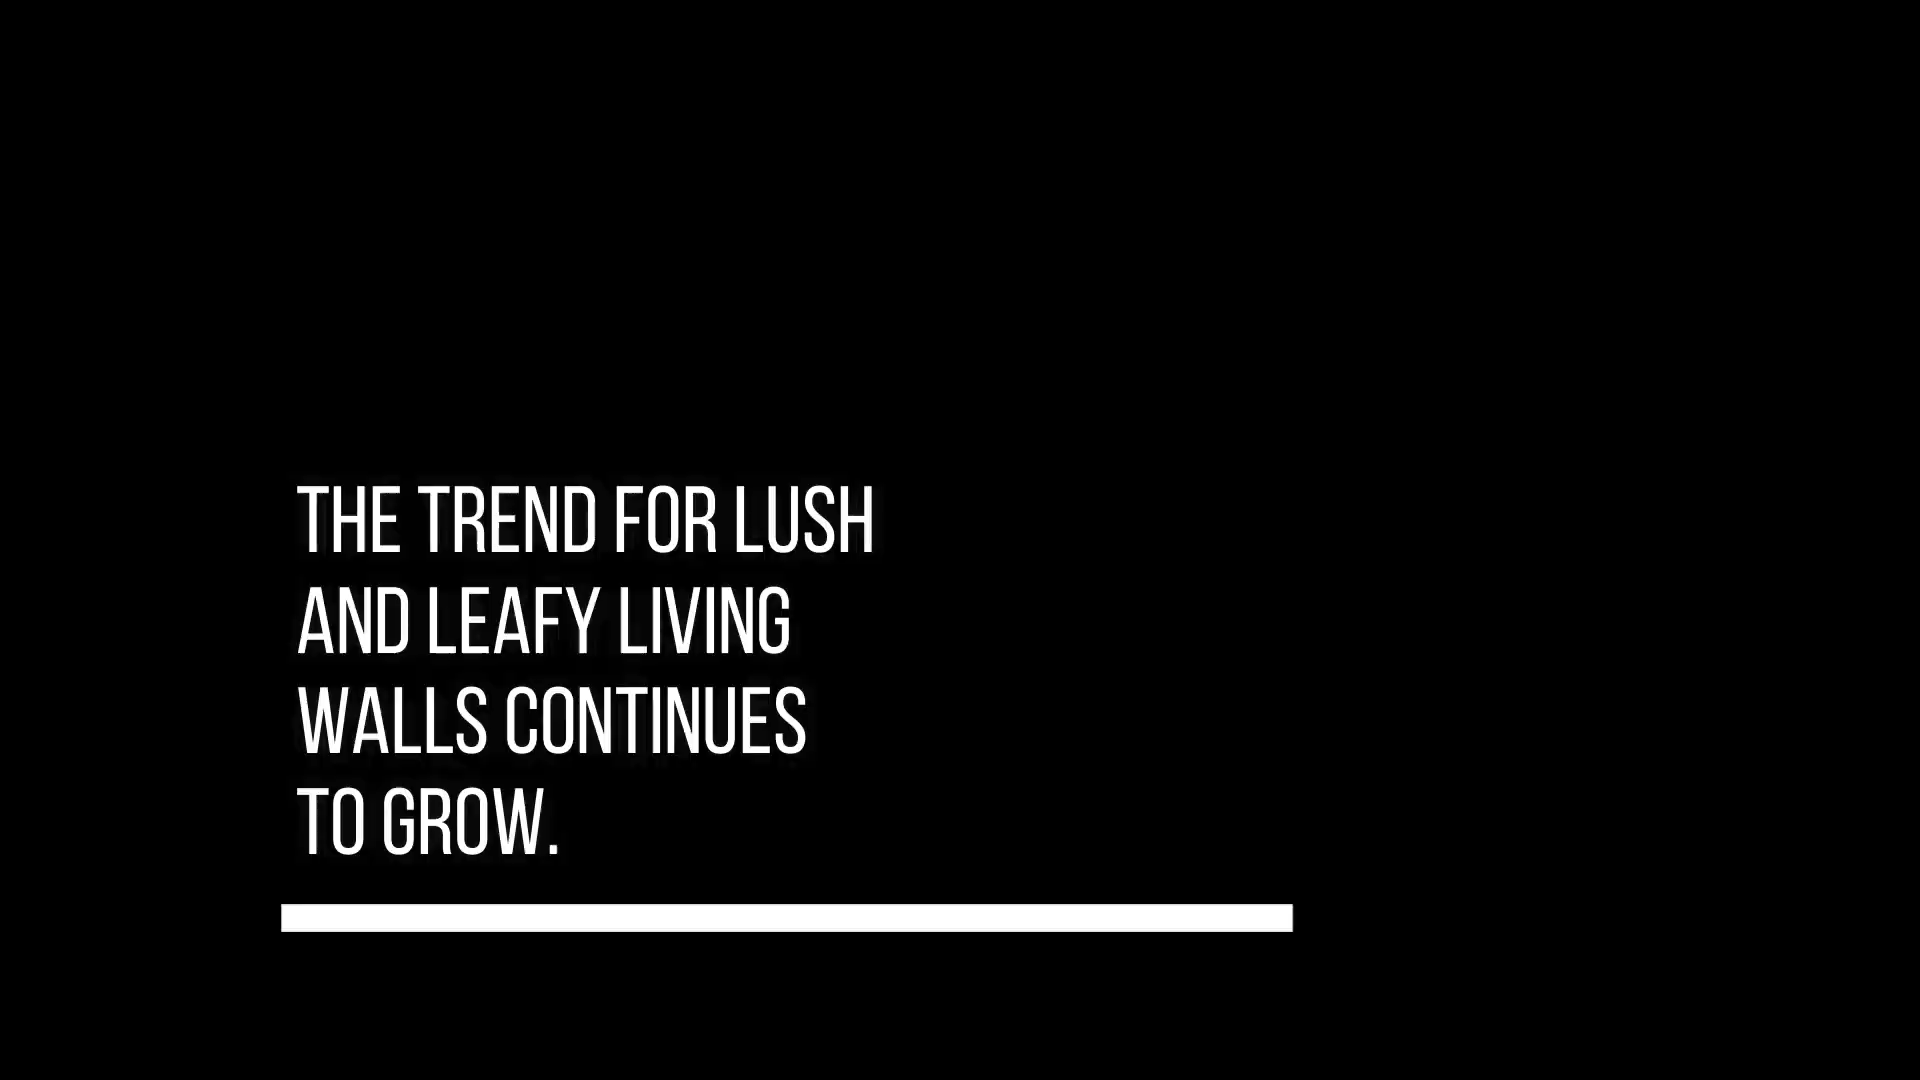 THE TREND FOR LUSH
AND LEAFY LIVING
WALLS CONTINUES
TO GROW.